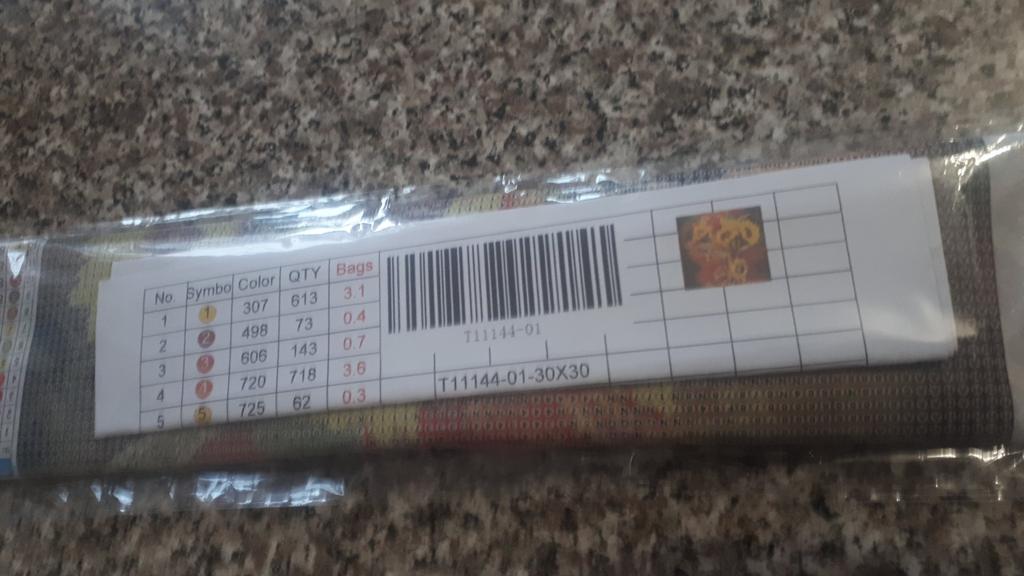 No Symbo Color QTY Bags
1 1 307 613 3.1
2 2 498 73 0.4
3 3 606 143 0.7
4 720 718 3.6
5 5 725 62 0.3
T11144-01
T11144-01-30X30